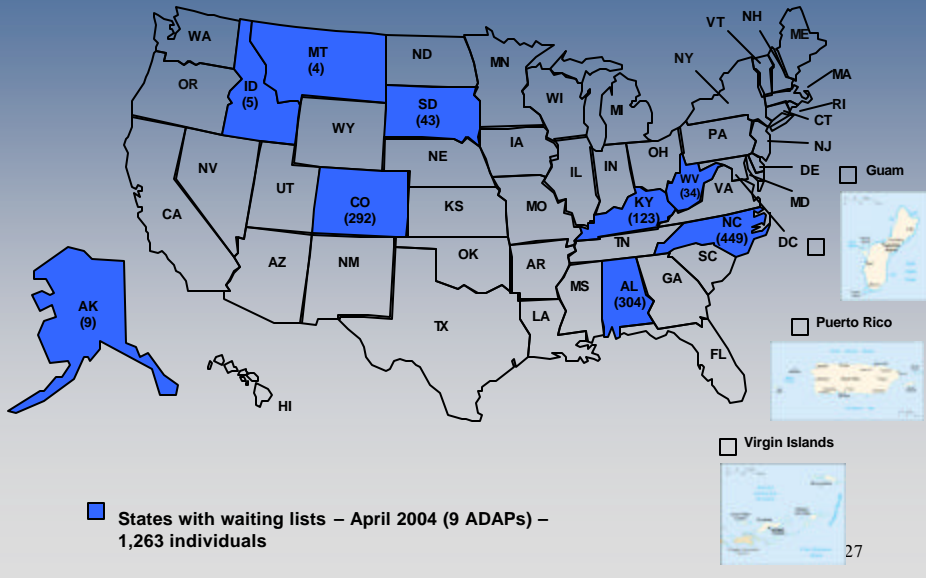 WA
MT
(4)
ND
MN
VT
NH
ME
OR
ID
(5)
SD
(43)
WI
MI
NY
MA
RI
CT
WY
IA
PA
NJ
NV
NE
IL
IN
OH
DE
Guam
UT
CO
(292)
KS
MO
KY
(123)
WV
(34)
VA
MD
CA
NC
(449)
DC
AZ
NM
OK
AR
TN
SC
AK
(9)
MS
AL
(304)
GA
TX
LA
FL
Puerto Rico
HI
Virgin Islands
States with waiting lists – April 2004 (9 ADAPs) –
1,263 individuals
27